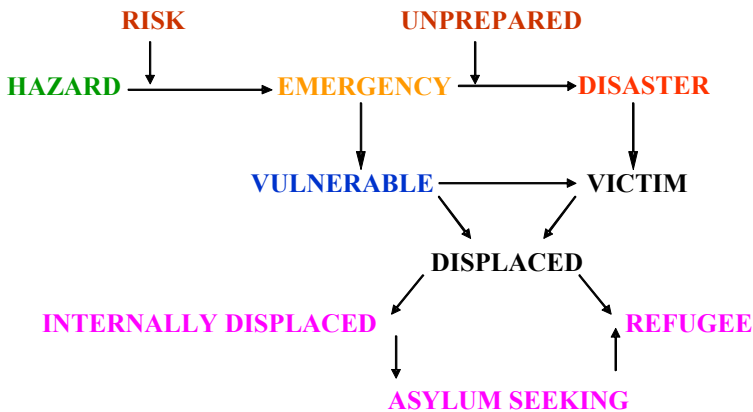 RISK
UNPREPARED
HAZARD
EMERGENCY
DISASTER
VULNERABLE
VICTIM
DISPLACED
INTERNALLY DISPLACED
REFUGEE
ASYLUM SEEKING